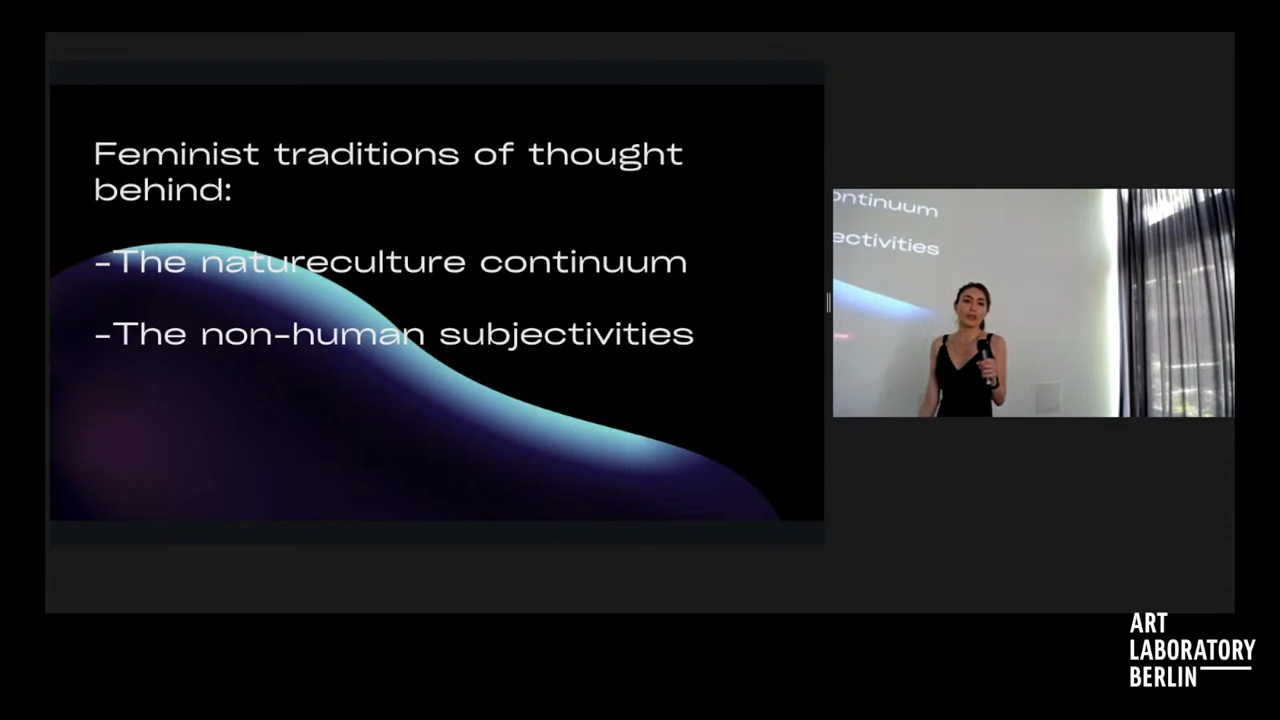 Feminist traditions of thought
behind:
-The natureculture continuum
-The non-human subjectivities
ontinuum
ectivities
ART
LABORATORY
BERLIN